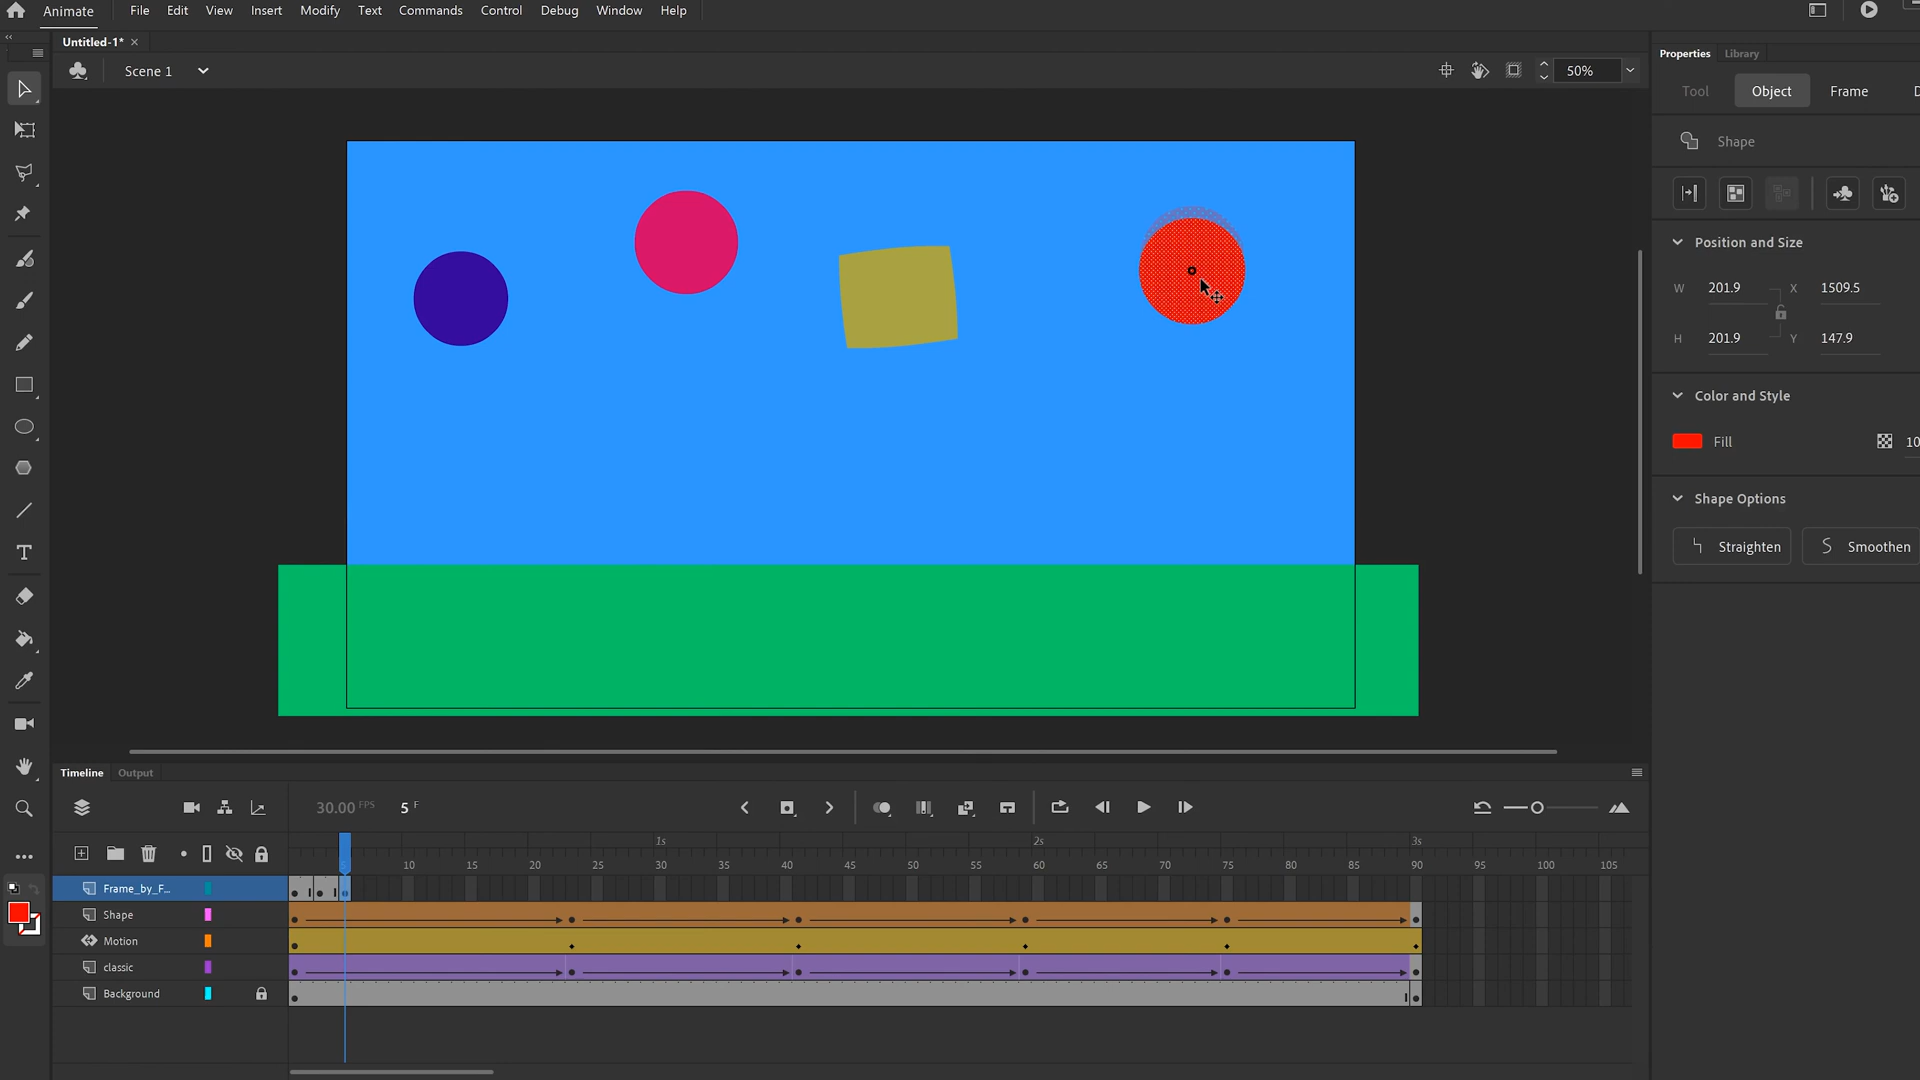 Animate File Edit View Insert Modify Text Commands Control Debug Window Help
Untitled-1*
Scene 1
50%
Properties Library
Tool Object Frame
Shape
Position and Size
W 201.9 X 1509.5
H 201.9 Y 147.9
Color and Style
Fill 10
Shape Options
Straighten Smoothen
T
Timeline Output
30.00 FPS 5 F
1s 2s 3s
5 10 15 20 25 30 35 40 45 50 55 60 65 70 75 80 85 90 95 100 105
Frame_by_F...
Shape
Motion
classic
Background